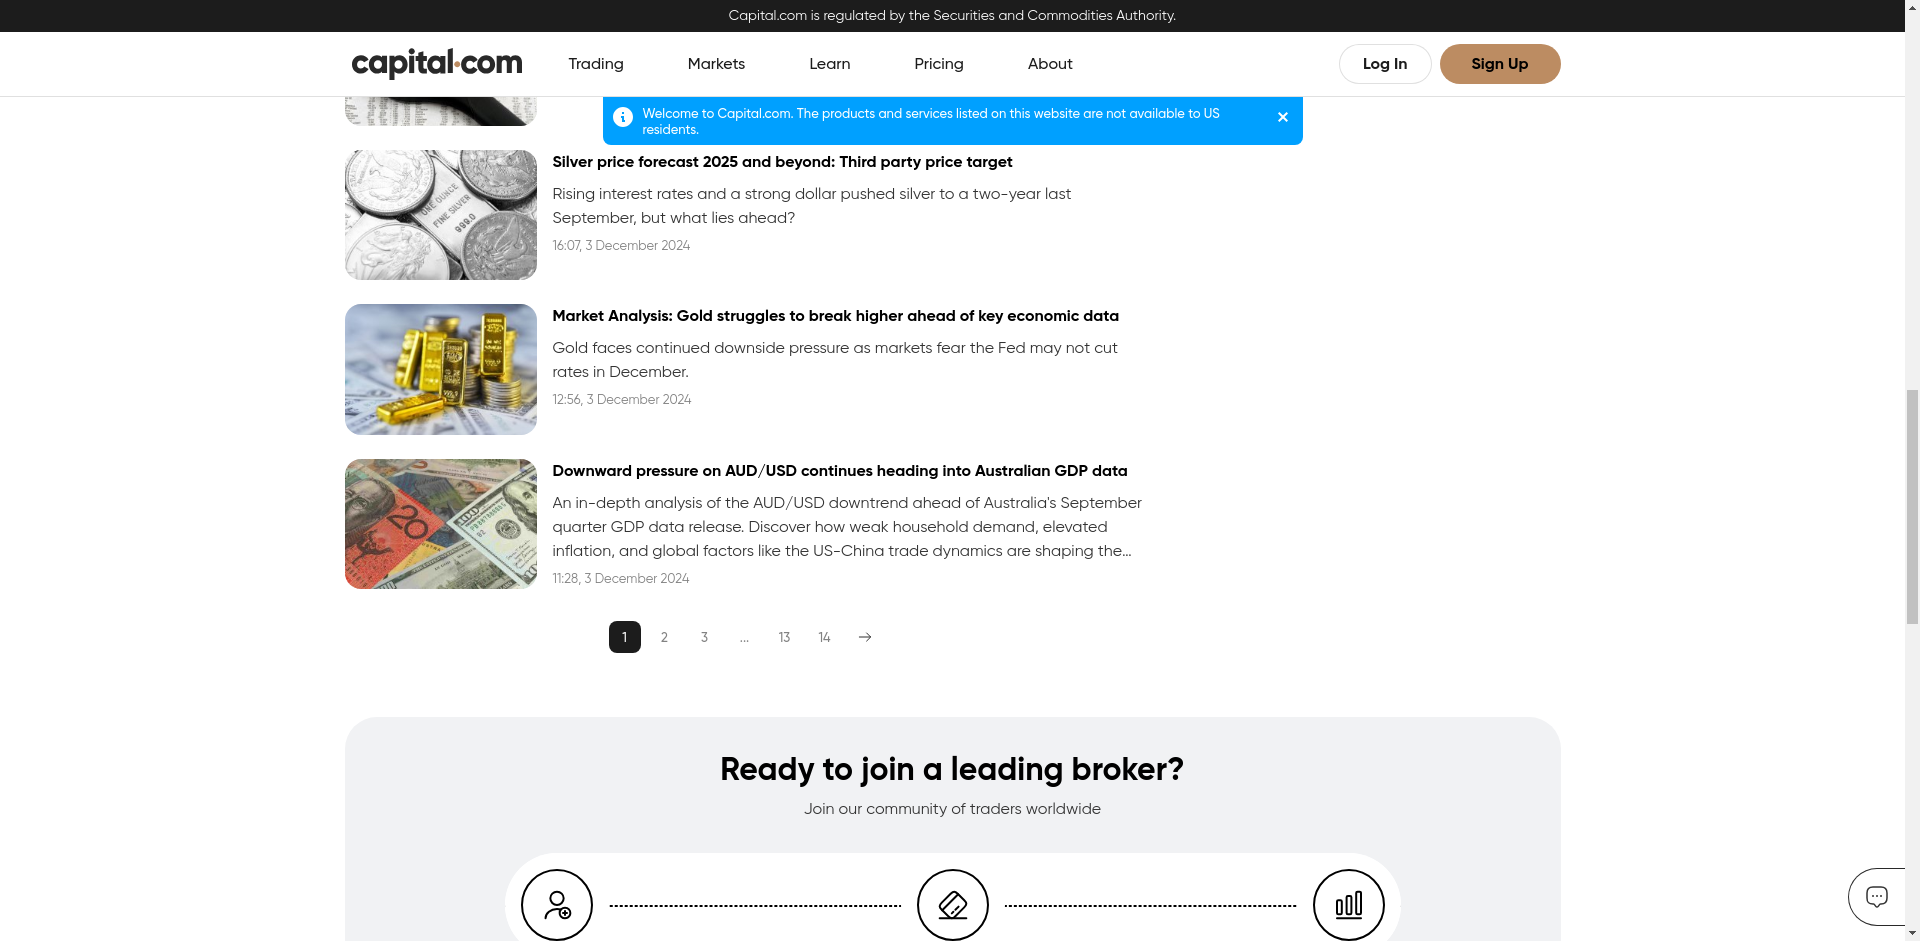 Capital.com is regulated by the Securities and Commodities Authority.
capital.com
Trading
Markets
Learn
Pricing
About
Log In
Sign Up
Welcome to Capital.com. The products and services listed on this website are not available to US
residents.
Silver price forecast 2025 and beyond: Third party price target
Rising interest rates and a strong dollar pushed silver to a two-year last
September, but what lies ahead?
16:07, 3 December 2024
ONE OUNCE
FINE SILVER
999.0
Market Analysis: Gold struggles to break higher ahead of key economic data
Gold faces continued downside pressure as markets fear the Fed may not cut
rates in December.
12:56, 3 December 2024
Downward pressure on AUD/USD continues heading into Australian GDP data
An in-depth analysis of the AUD/USD downtrend ahead of Australia's September
quarter GDP data release. Discover how weak household demand, elevated
inflation, and global factors like the US-China trade dynamics are shaping the...
11:28, 3 December 2024
20
100
1 2 3 ... 13 14
Ready to join a leading broker?
Join our community of traders worldwide